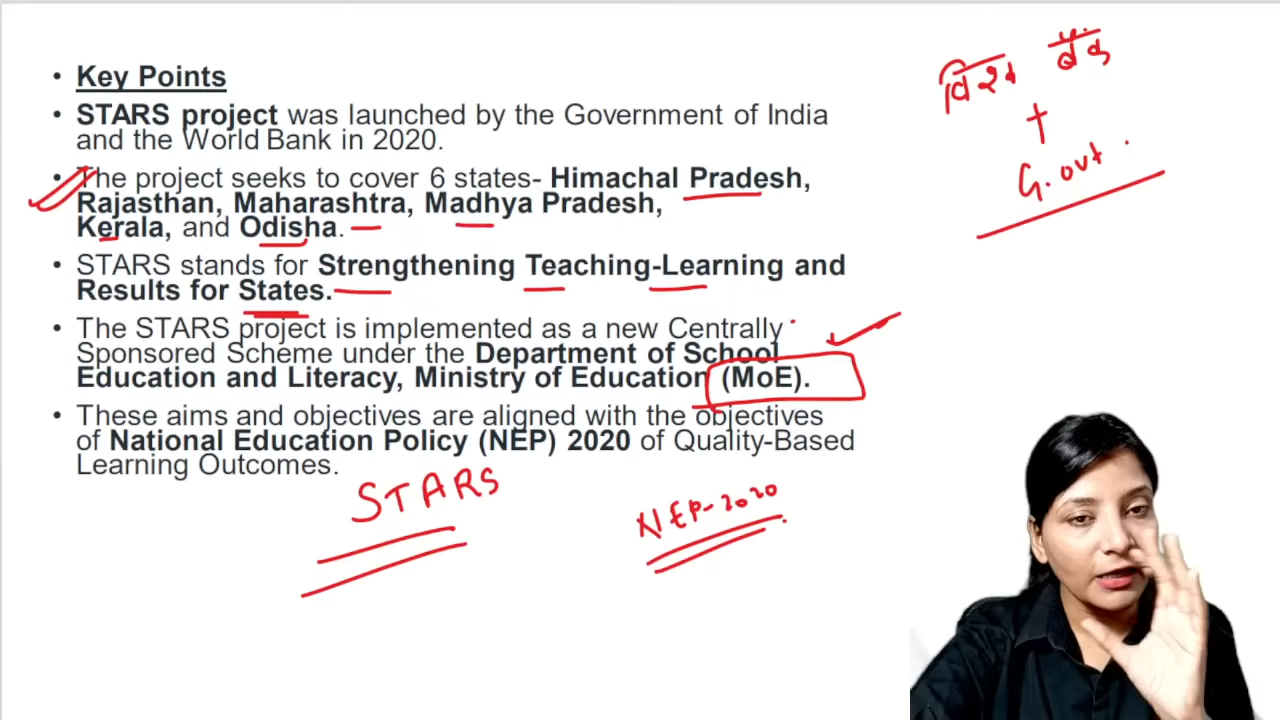 • Key Points
• STARS project was launched by the Government of India
and the World Bank in 2020.
• The project seeks to cover 6 states- Himachal Pradesh,
Rajasthan, Maharashtra, Madhya Pradesh,
Kerala, and Odisha.
• STARS stands for Strengthening Teaching-Learning and
Results for States.
• The STARS project is implemented as a new Centrally
Sponsored Scheme under the Department of School
Education and Literacy, Ministry of Education (MoE).
• These aims and objectives are aligned with the objectives
of National Education Policy (NEP) 2020 of Quality-Based
Learning Outcomes.
STARS
NEP-2020
+
G.ovt.